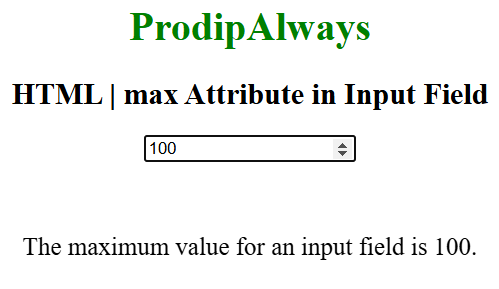 ProdipAlways
HTML | max Attribute in Input Field
100
The maximum value for an input field is 100.